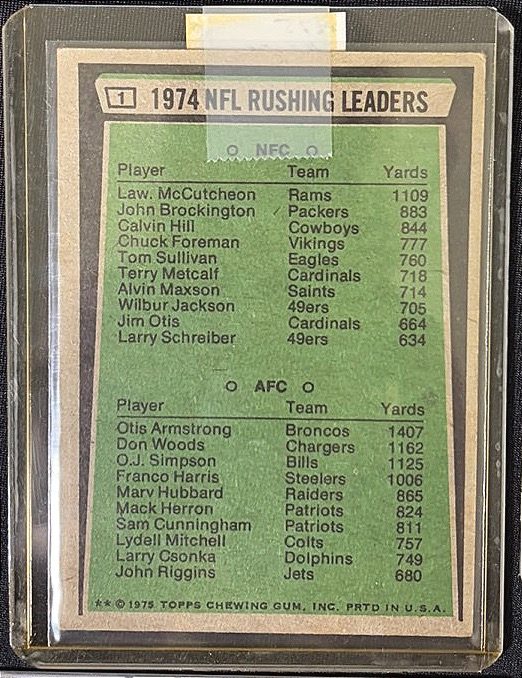 1 1974 NFL RUSHING LEADERS
NFC
Player Team Yards
Law. McCutcheon Rams 1109
John Brockington Packers 883
Calvin Hill Cowboys 844
Chuck Foreman Vikings 777
Tom Sullivan Eagles 760
Terry Metcalf Cardinals 718
Alvin Maxson Saints 714
Wilbur Jackson 49ers 705
Jim Otis Cardinals 664
Larry Schreiber 49ers 634
AFC
Player Team Yards
Otis Armstrong Broncos 1407
Don Woods Chargers 1162
O.J. Simpson Bills 1125
Franco Harris Steelers 1006
Marv Hubbard Raiders 865
Mack Herron Patriots 824
Sam Cunningham Patriots 811
Lydell Mitchell Colts 757
Larry Csonka Dolphins 749
John Riggins Jets 680
** © 1975 TOPPS CHEWING GUM, INC. PRTD IN U.S.A.